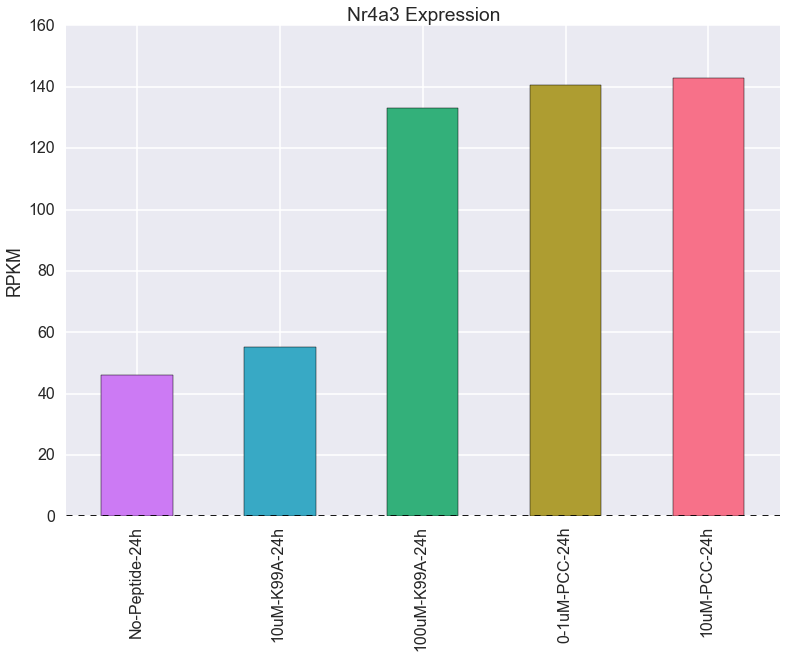 Nr4a3 Expression
RPKM
160
140
120
100
80
60
40
20
0
No-Peptide-24h
10uM-K99A-24h
100uM-K99A-24h
0-1uM-PCC-24h
10uM-PCC-24h